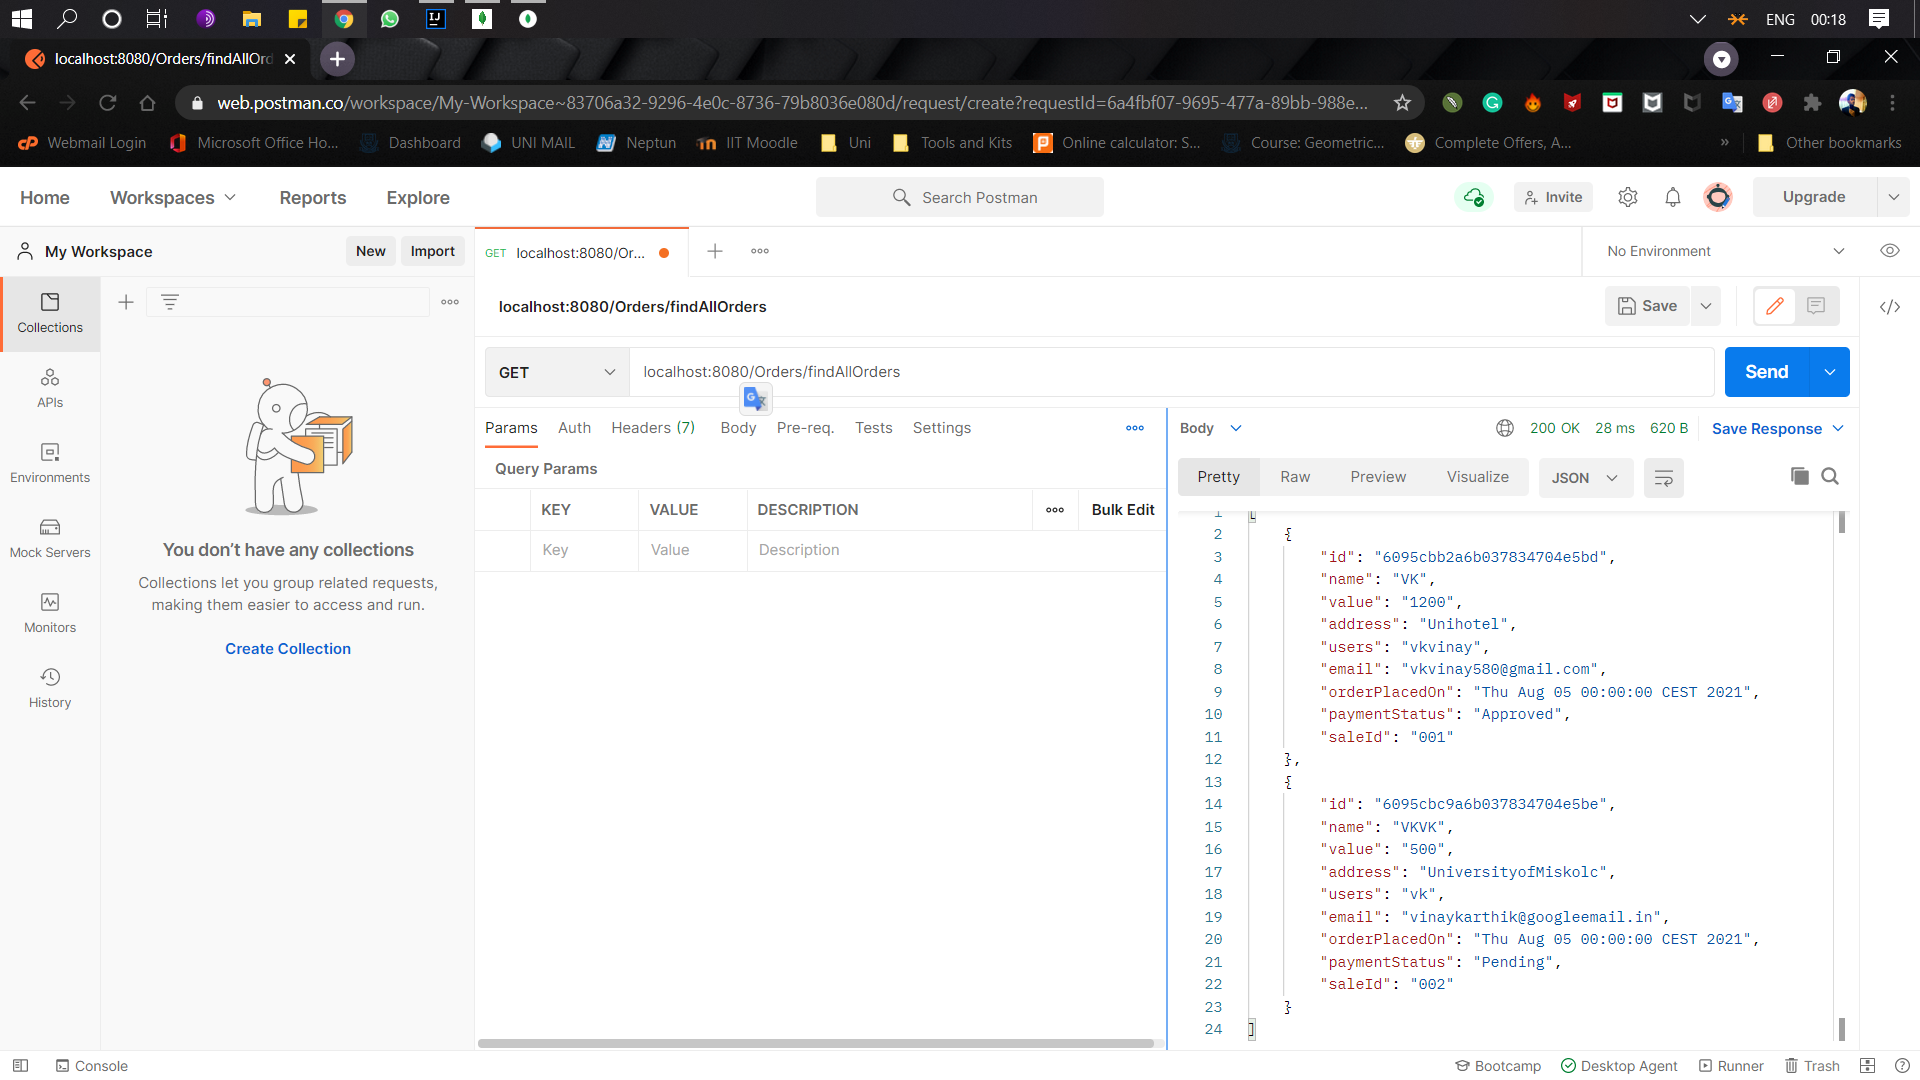 ENG 00:18
localhost:8080/Orders/findAllOrd
web.postman.co/workspace/My-Workspace~83706a32-9296-4e0c-8736-79b8036e080d/request/create?requestId=6a4fbf07-9695-477a-89bb-988e...
Webmail Login Microsoft Office Ho... Dashboard UNI MAIL Neptun IIT Moodle Uni Tools and Kits Online calculator: S... Course: Geometric... Complete Offers, A... » Other bookmarks
Home Workspaces Reports Explore Search Postman Invite Upgrade
My Workspace New Import GET localhost:8080/Or... No Environment
Collections
APIs
Environments
Mock Servers
Monitors
History
You don't have any collections
Collections let you group related requests,
making them easier to access and run.
Create Collection
localhost:8080/Orders/findAllOrders Save
GET localhost:8080/Orders/findAllOrders Send
Params Auth Headers (7) Body Pre-req. Tests Settings
Query Params
KEY VALUE DESCRIPTION Bulk Edit
Key Value Description
Body 200 OK 28 ms 620 B Save Response
Pretty Raw Preview Visualize JSON
1 [
2 {
3 "id": "6095cbb2a6b037834704e5bd",
4 "name": "VK",
5 "value": "1200",
6 "address": "Unihotel",
7 "users": "vkvinay",
8 "email": "vkvinay580@gmail.com",
9 "orderPlacedOn": "Thu Aug 05 00:00:00 CEST 2021",
10 "paymentStatus": "Approved",
11 "saleId": "001"
12 },
13 {
14 "id": "6095cbc9a6b037834704e5be",
15 "name": "VKVK",
16 "value": "500",
17 "address": "UniversityofMiskolc",
18 "users": "vk",
19 "email": "vinaykarthik@googleemail.in",
20 "orderPlacedOn": "Thu Aug 05 00:00:00 CEST 2021",
21 "paymentStatus": "Pending",
22 "saleId": "002"
23 }
24 ]
Console Bootcamp Desktop Agent Runner Trash